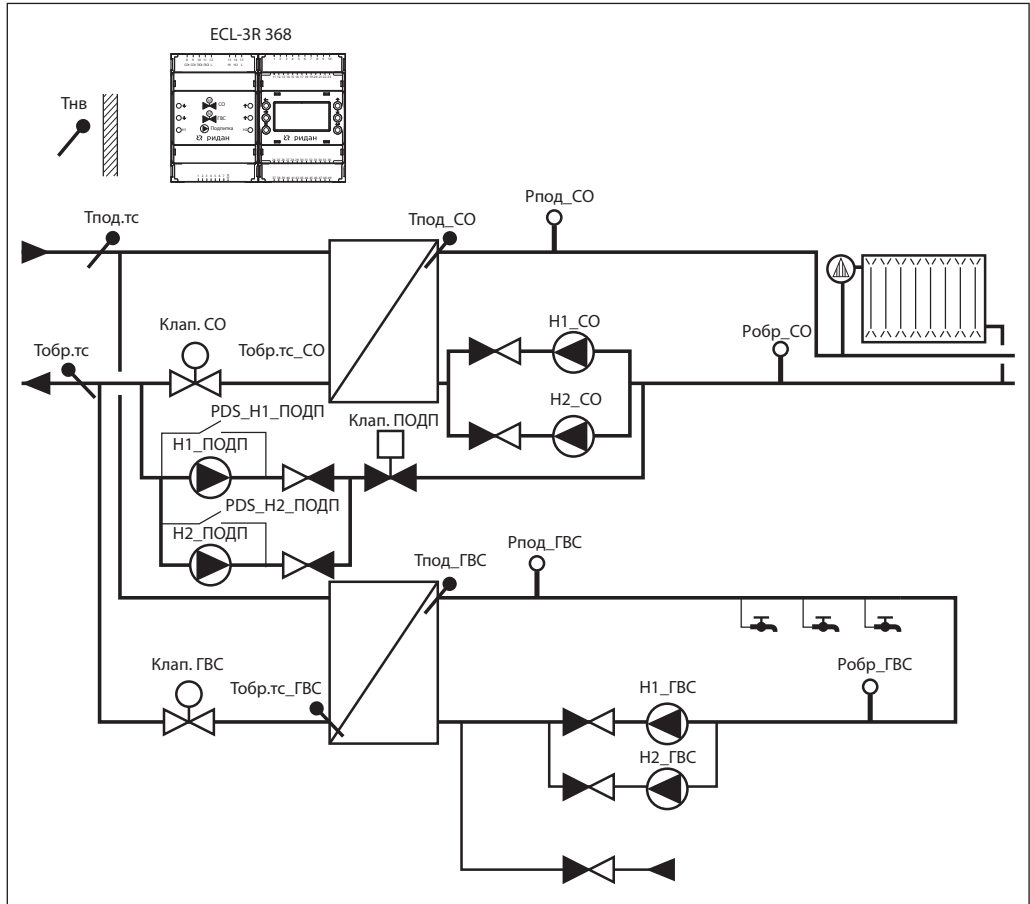 ECL-3R 368
Тнв
СО
ГВС
Подпитка
ридан
ридан
Рпод_СО
Тпод.тс
Тпод_СО
Клап. СО
Н1_СО
Робр_СО
Тобр.тс
Тобр.тс_СО
Н2_СО
PDS_Н1_ПОДП
Клап. ПОДП
Н1_ПОДП
PDS_Н2_ПОДП
Н2_ПОДП
Рпод_ГВС
Тпод_ГВС
Клап. ГВС
Робр_ГВС
Тобр.тс_ГВС
Н1_ГВС
Н2_ГВС